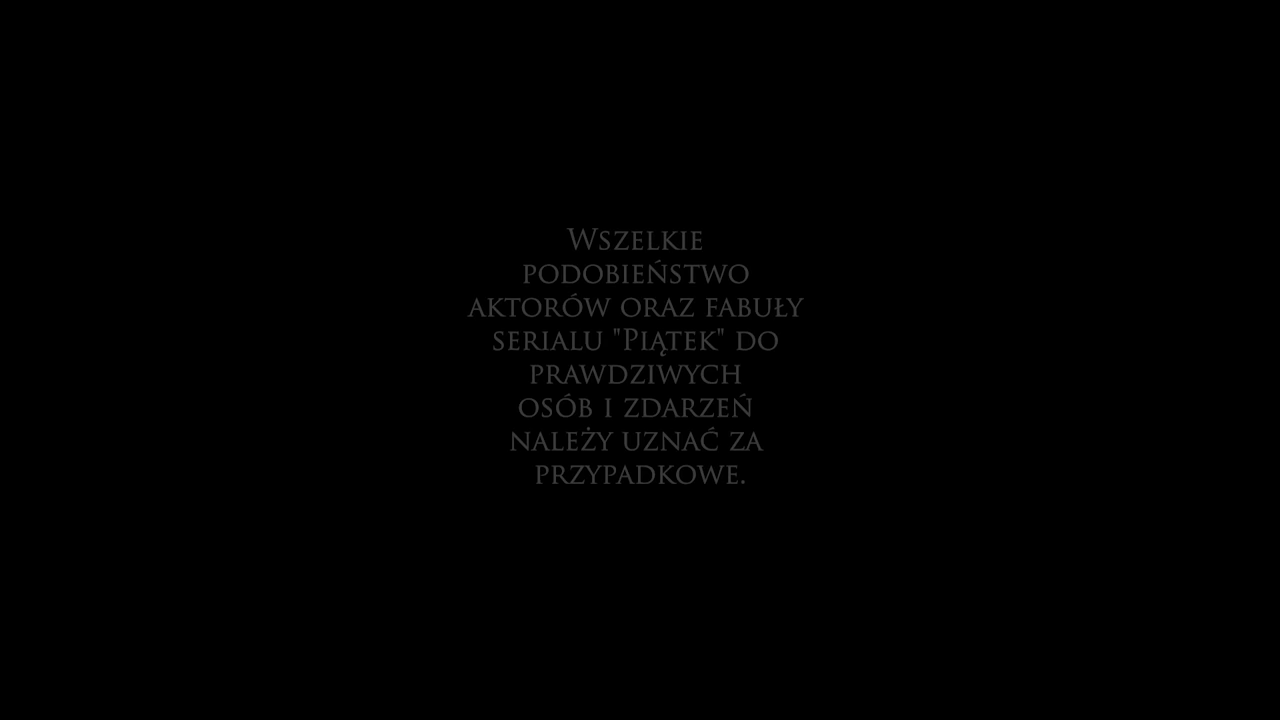 Wszelkie
podobieństwo
aktorów oraz fabuły
serialu "Piątek" do
prawdziwych
osób i zdarzeń
należy uznać za
przypadkowe.